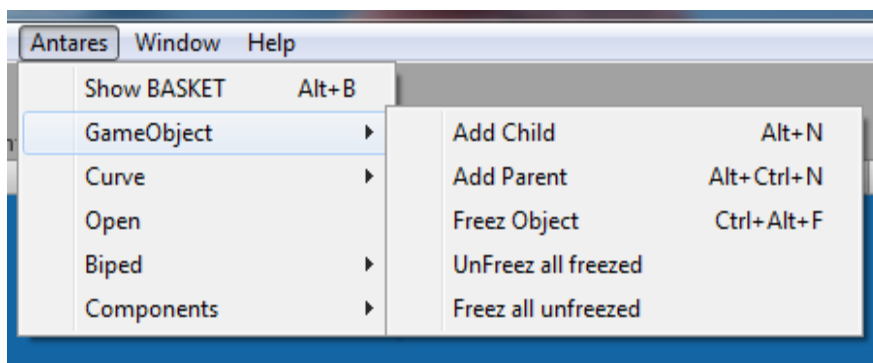 Antares Window Help
Show BASKET Alt+B
GameObject
Curve
Open
Biped
Components
Add Child Alt+N
Add Parent Alt+Ctrl+N
Freez Object Ctrl+Alt+F
UnFreez all freezed
Freez all unfreezed